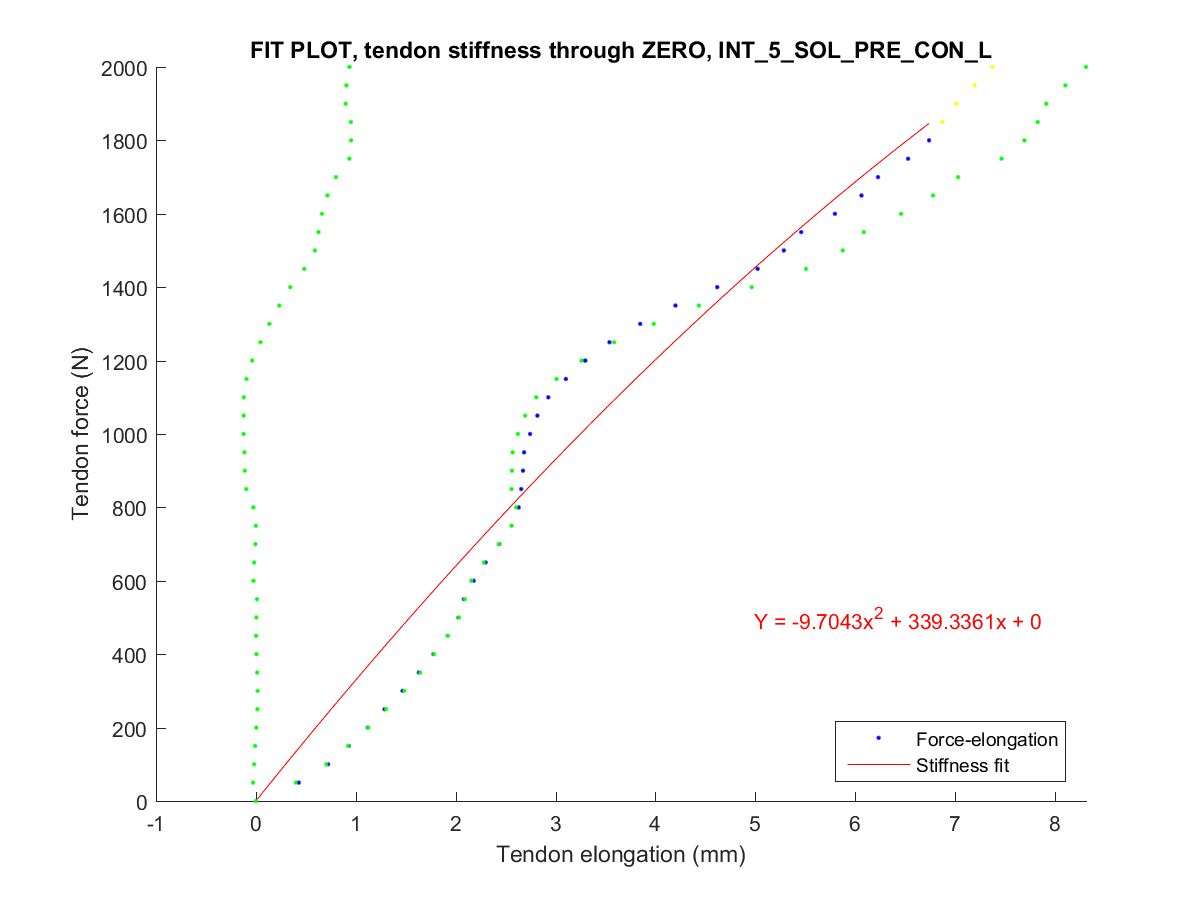 FIT PLOT, tendon stiffness through ZERO, INT_5_SOL_PRE_CON_L
2000
1800
1600
1400
1200
1000
800
600
400
200
0
Tendon force (N)
Y = -9.7043x² + 339.3361x + 0
Force-elongation
Stiffness fit
-1 0 1 2 3 4 5 6 7 8
Tendon elongation (mm)